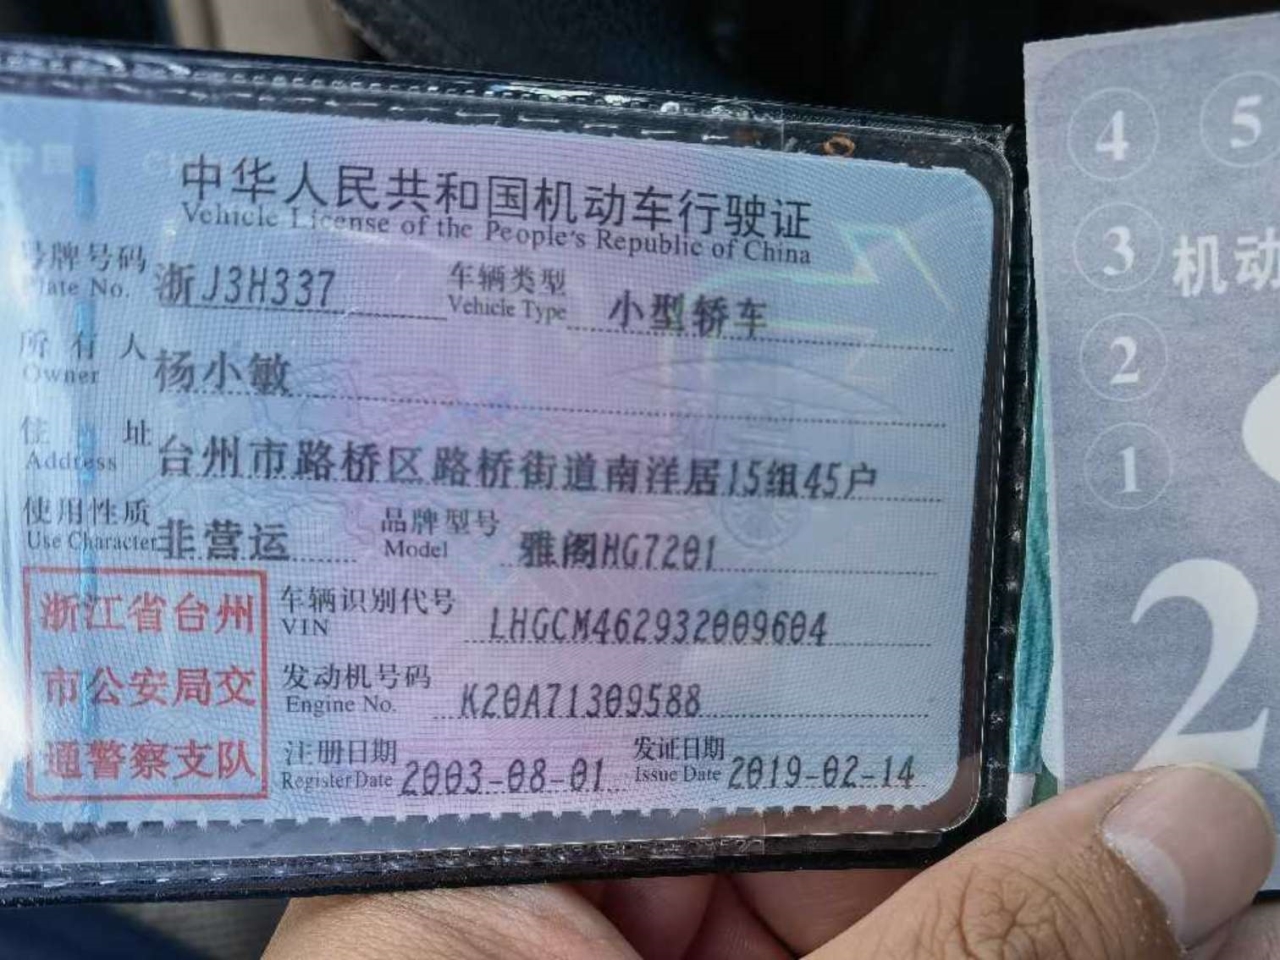 中华人民共和国机动车行驶证
Vehicle License of the People's Republic of China
号牌号码 浙J3H337 车辆类型 小型轿车
Plate No. Vehicle Type
所有人 杨小敏
Owner
住址 台州市路桥区路桥街道南洋居15组45户
Address
使用性质 非营运 品牌型号 雅阁HG7201
Use Character Model
浙江省台州
市公安局交
通警察支队
车辆识别代号 LHGCM462932009604
VIN
发动机号码 K20A71309588
Engine No.
注册日期 2003-08-01 发证日期 2019-02-14
Register Date Issue Date
4 5
3 机动
2
1
2